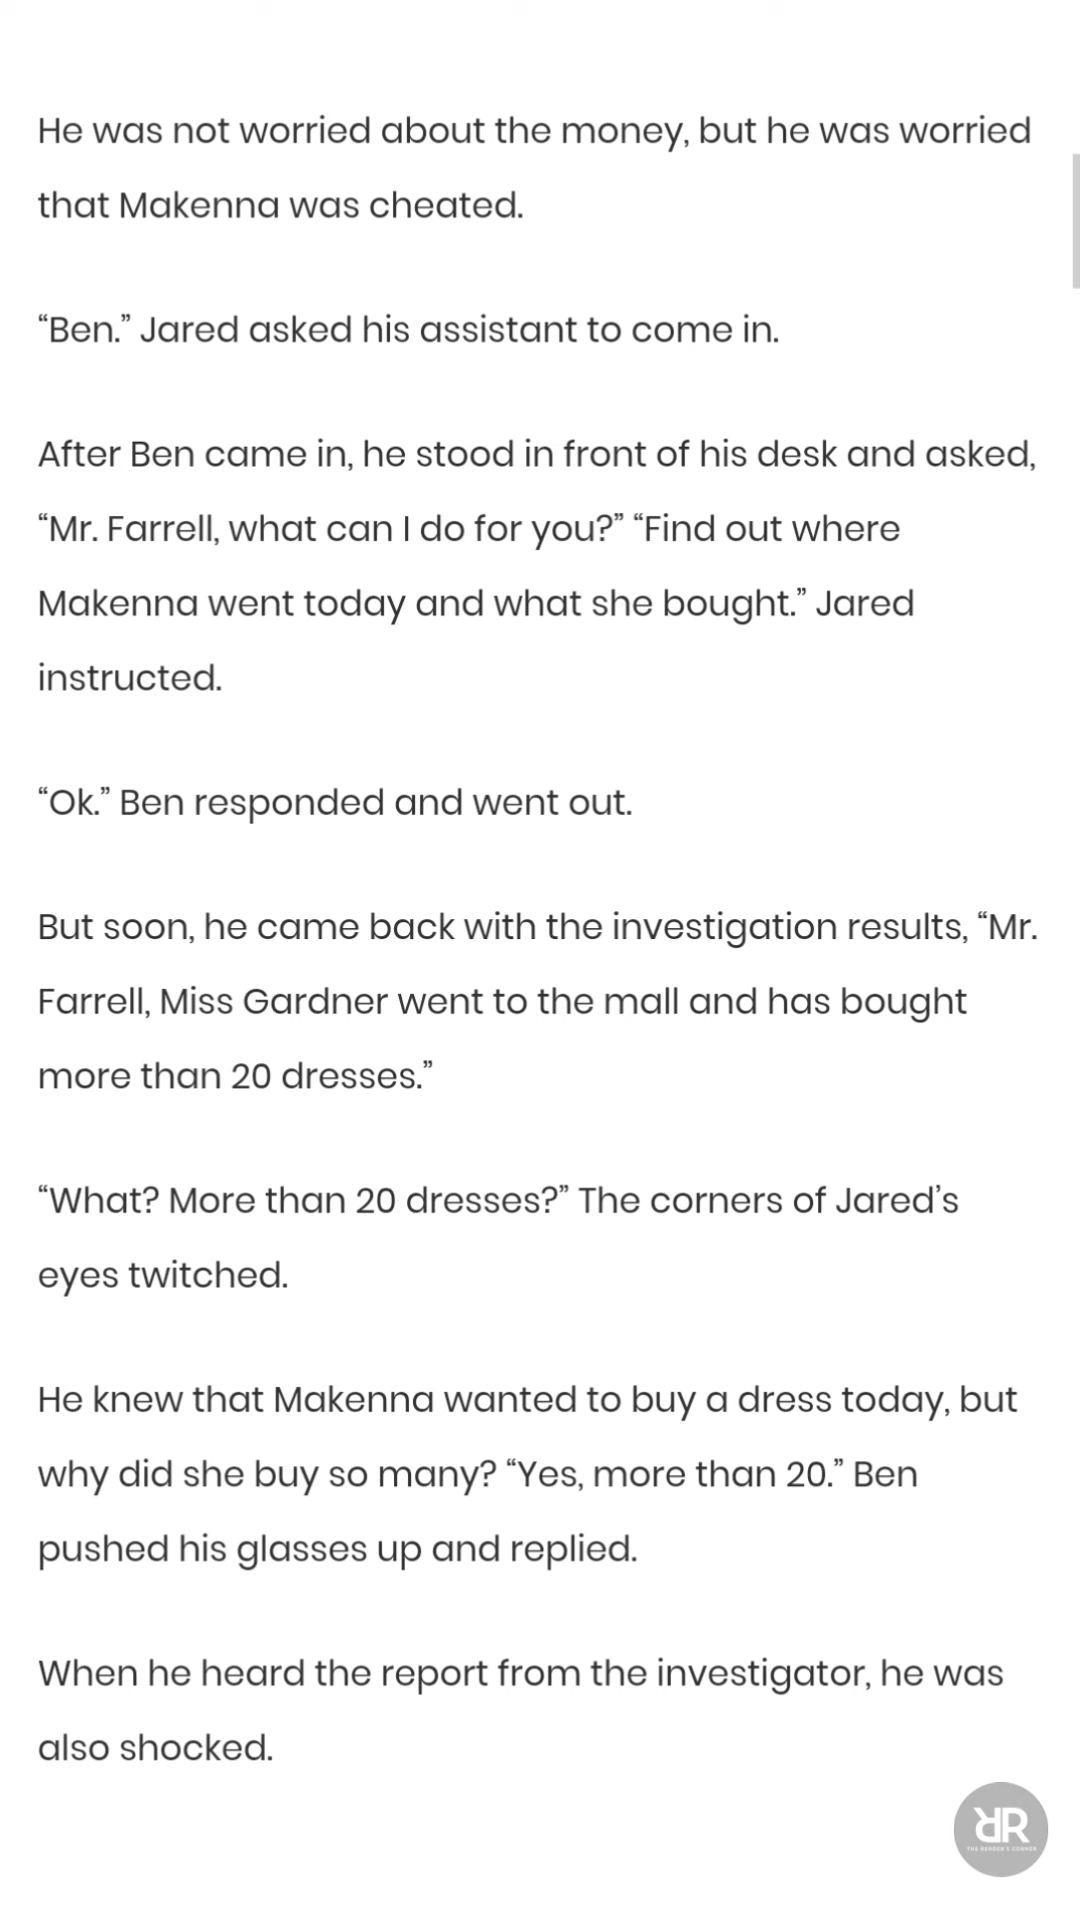 He was not worried about the money, but he was worried
that Makenna was cheated.
“Ben.” Jared asked his assistant to come in.
After Ben came in, he stood in front of his desk and asked,
“Mr. Farrell, what can I do for you?” “Find out where
Makenna went today and what she bought.” Jared
instructed.
“Ok.” Ben responded and went out.
But soon, he came back with the investigation results, “Mr.
Farrell, Miss Gardner went to the mall and has bought
more than 20 dresses.”
“What? More than 20 dresses?” The corners of Jared’s
eyes twitched.
He knew that Makenna wanted to buy a dress today, but
why did she buy so many? “Yes, more than 20.” Ben
pushed his glasses up and replied.
When he heard the report from the investigator, he was
also shocked.
RR
THE READER'S CORNER